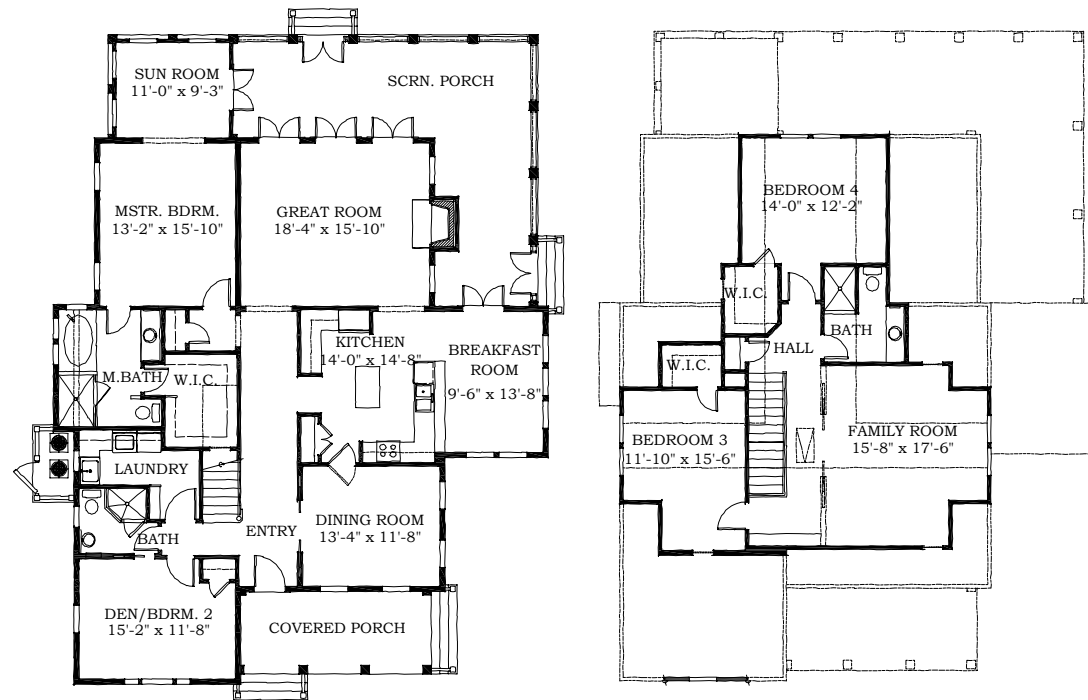 SUN ROOM
11'-0" x 9'-3"
SCRN. PORCH
MSTR. BDRM.
13'-2" x 15'-10"
GREAT ROOM
18'-4" x 15'-10"
KITCHEN
14'-0" x 14'-8"
BREAKFAST
ROOM
9'-6" x 13'-8"
M.BATH
W.I.C.
LAUNDRY
BATH
ENTRY
DINING ROOM
13'-4" x 11'-8"
DEN/BDRM. 2
15'-2" x 11'-8"
COVERED PORCH
BEDROOM 4
14'-0" x 12'-2"
W.I.C.
BATH
HALL
W.I.C.
BEDROOM 3
11'-10" x 15'-6"
FAMILY ROOM
15'-8" x 17'-6"